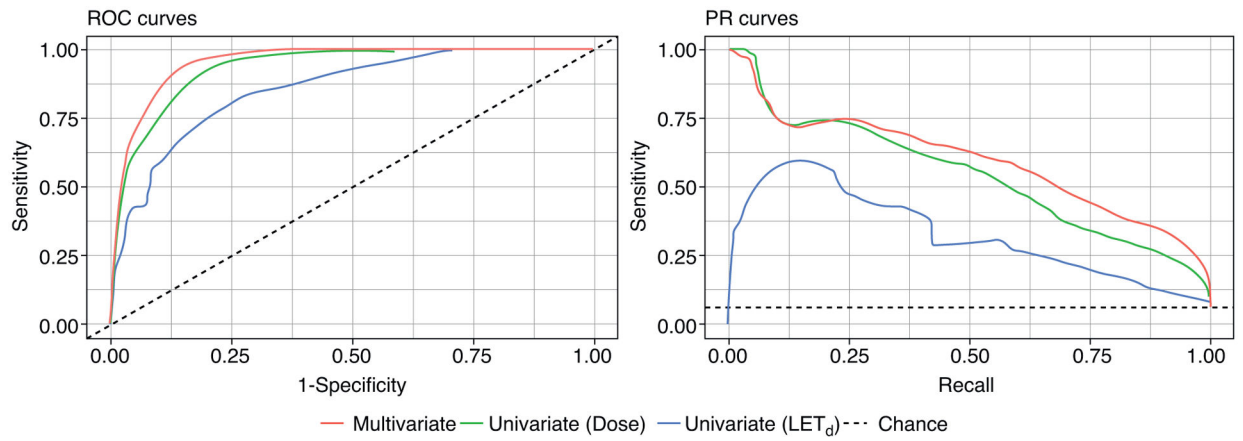 ROC curves
1.00
0.75
0.50
0.25
0.00
Sensitivity
0.00 0.25 0.50 0.75 1.00
1-Specificity
PR curves
1.00
0.75
0.50
0.25
0.00
Sensitivity
0.00 0.25 0.50 0.75 1.00
Recall
Multivariate Univariate (Dose) Univariate (LETd) Chance